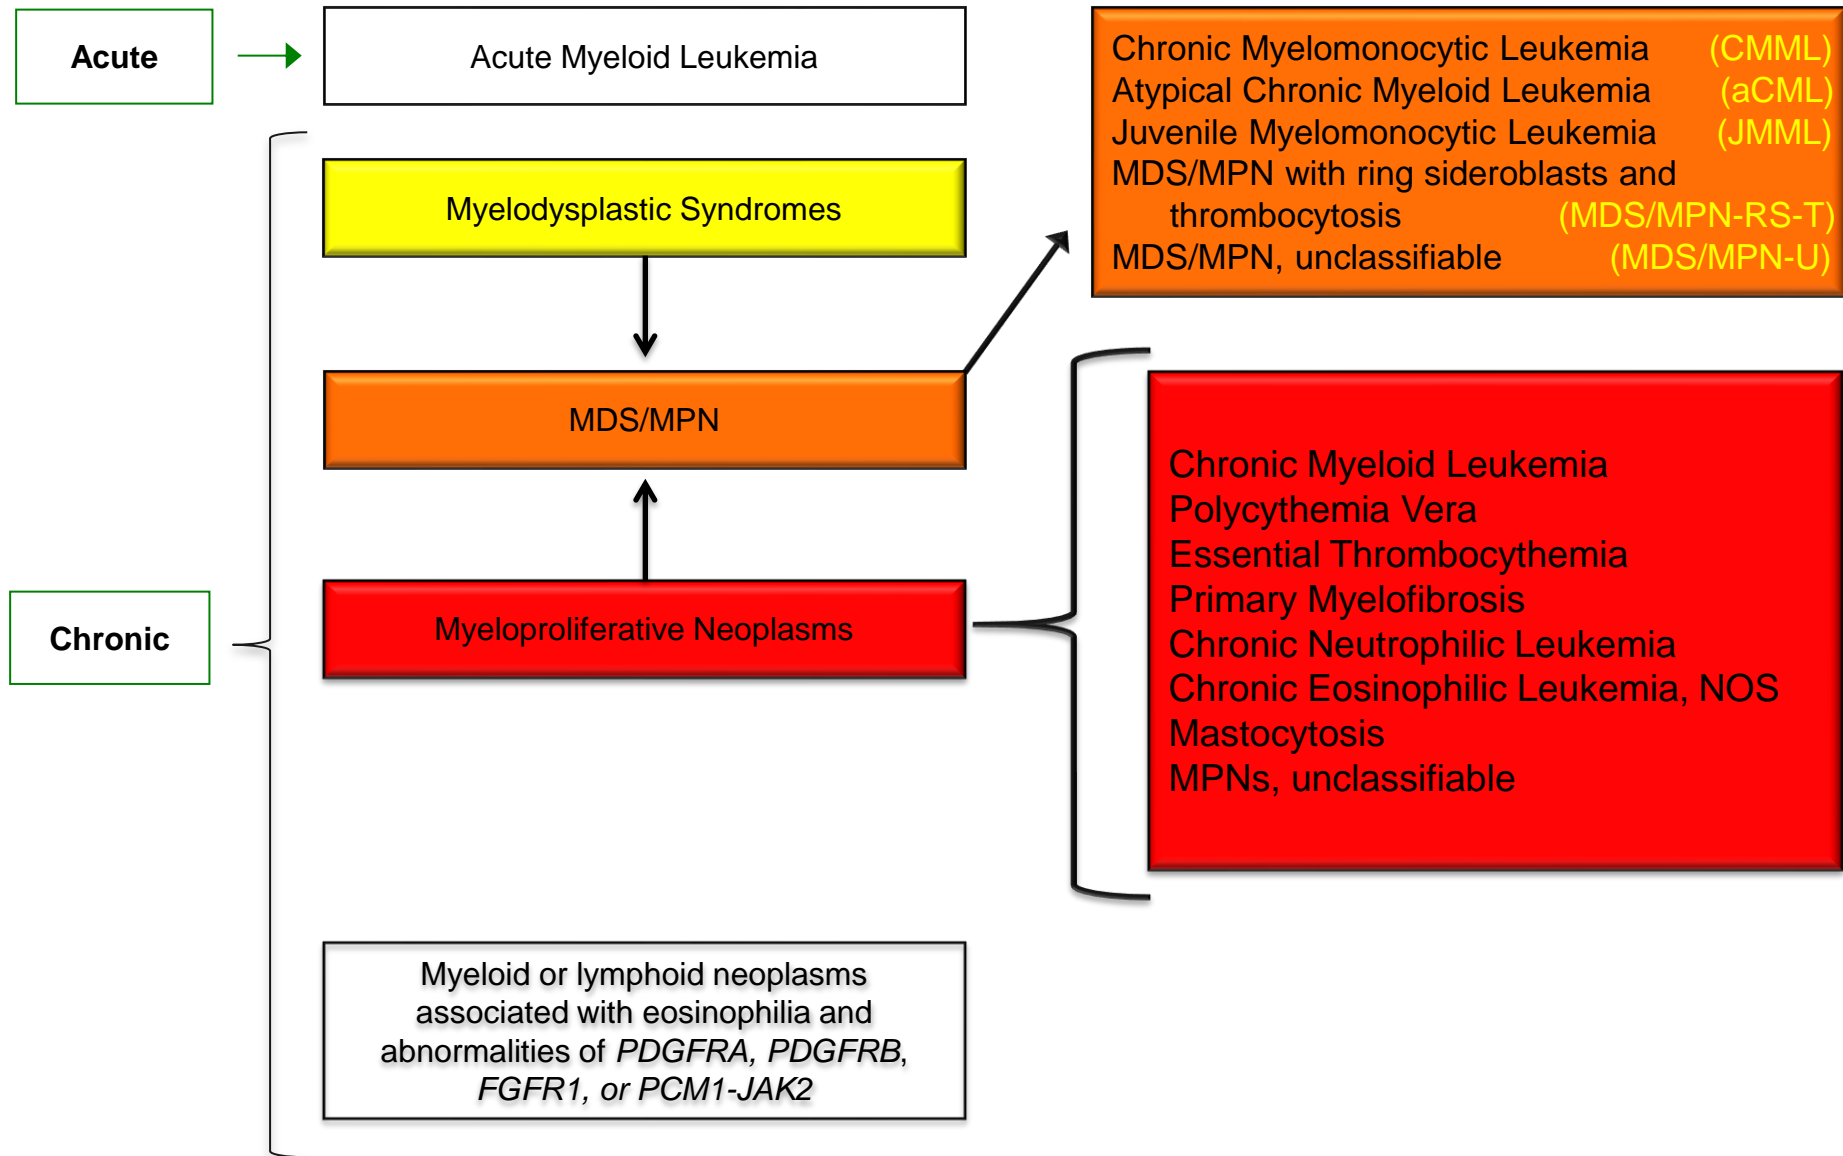 Acute
Acute Myeloid Leukemia
Chronic Myelomonocytic Leukemia (CMML)
Atypical Chronic Myeloid Leukemia (aCML)
Juvenile Myelomonocytic Leukemia (JMML)
MDS/MPN with ring sideroblasts and
thrombocytosis (MDS/MPN-RS-T)
MDS/MPN, unclassifiable (MDS/MPN-U)
Myelodysplastic Syndromes
MDS/MPN
Chronic
Myeloproliferative Neoplasms
Chronic Myeloid Leukemia
Polycythemia Vera
Essential Thrombocythemia
Primary Myelofibrosis
Chronic Neutrophilic Leukemia
Chronic Eosinophilic Leukemia, NOS
Mastocytosis
MPNs, unclassifiable
Myeloid or lymphoid neoplasms
associated with eosinophilia and
abnormalities of PDGFRA, PDGFRB,
FGFR1, or PCM1-JAK2